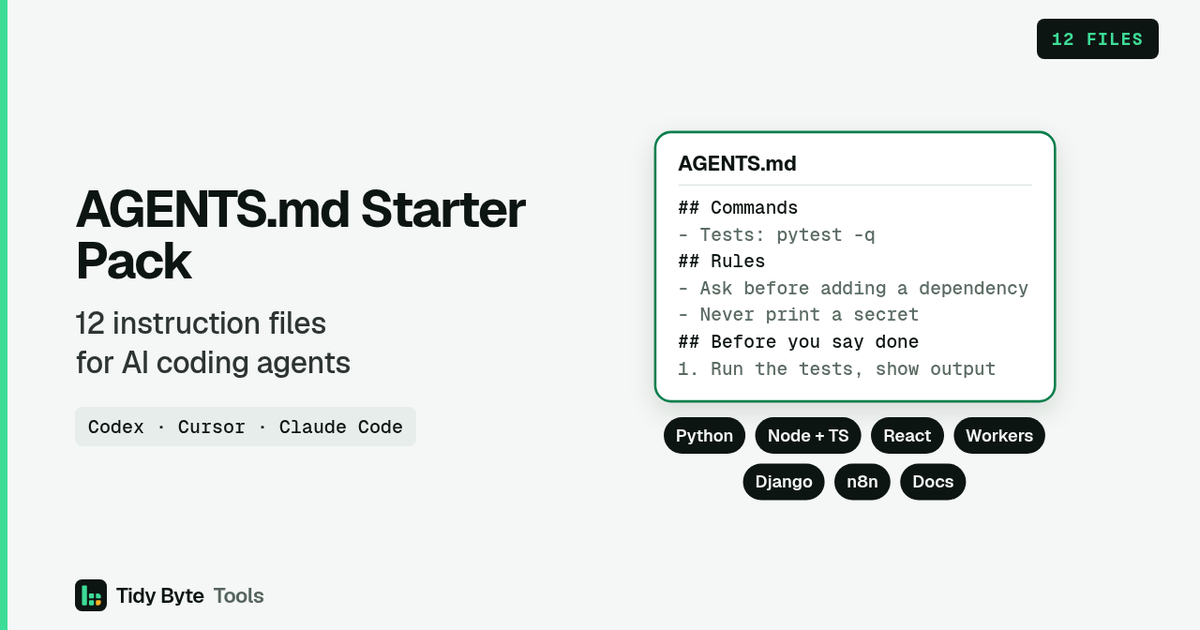 12 FILES
AGENTS.md Starter
Pack
12 instruction files
for AI coding agents
Codex · Cursor · Claude Code
AGENTS.md
## Commands
- Tests: pytest -q
## Rules
- Ask before adding a dependency
- Never print a secret
## Before you say done
1. Run the tests, show output
Python Node + TS React Workers
Django n8n Docs
Tidy Byte Tools